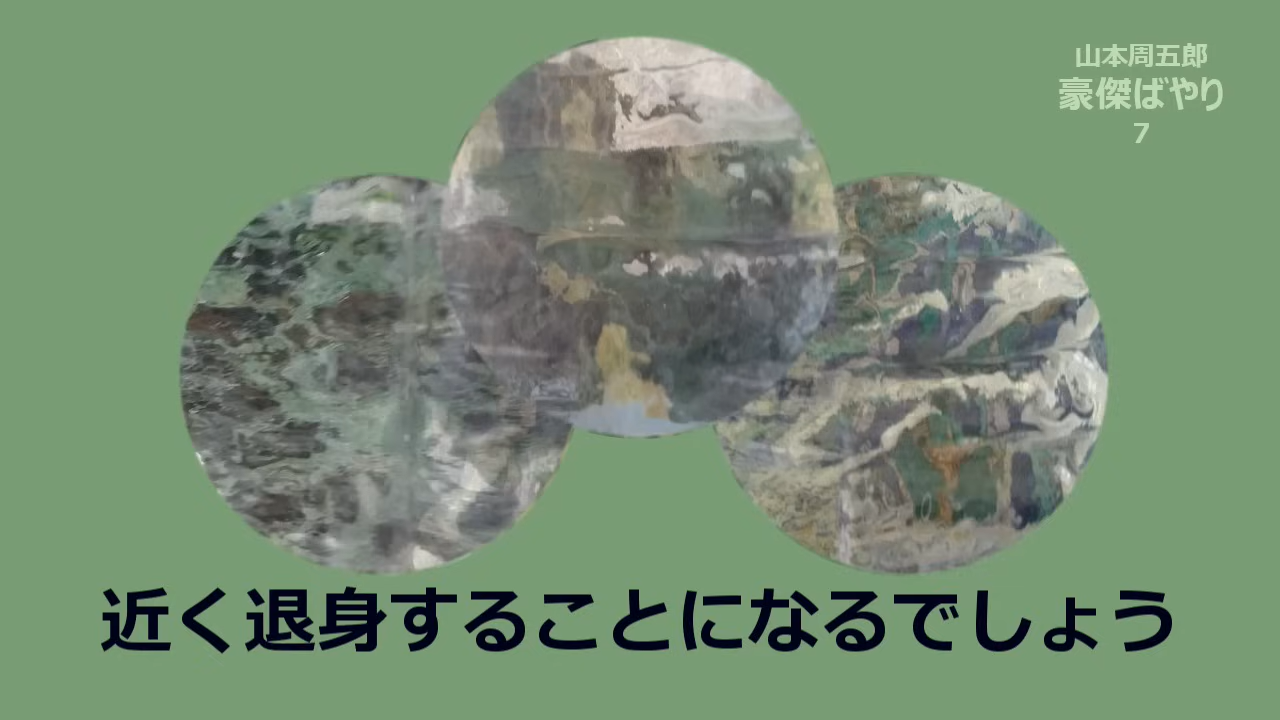 山本周五郎
豪傑ばやり
7
近く退身することになるでしょう